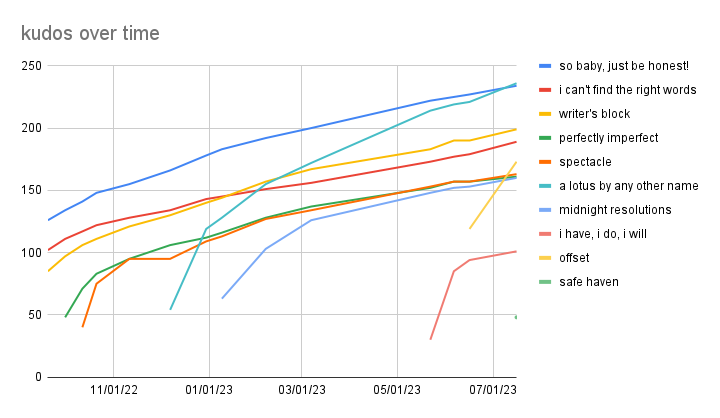 kudos over time
250
200
150
100
50
0
11/01/22
01/01/23
03/01/23
05/01/23
07/01/23
so baby, just be honest!
i can't find the right words
writer's block
perfectly imperfect
spectacle
a lotus by any other name
midnight resolutions
i have, i do, i will
offset
safe haven